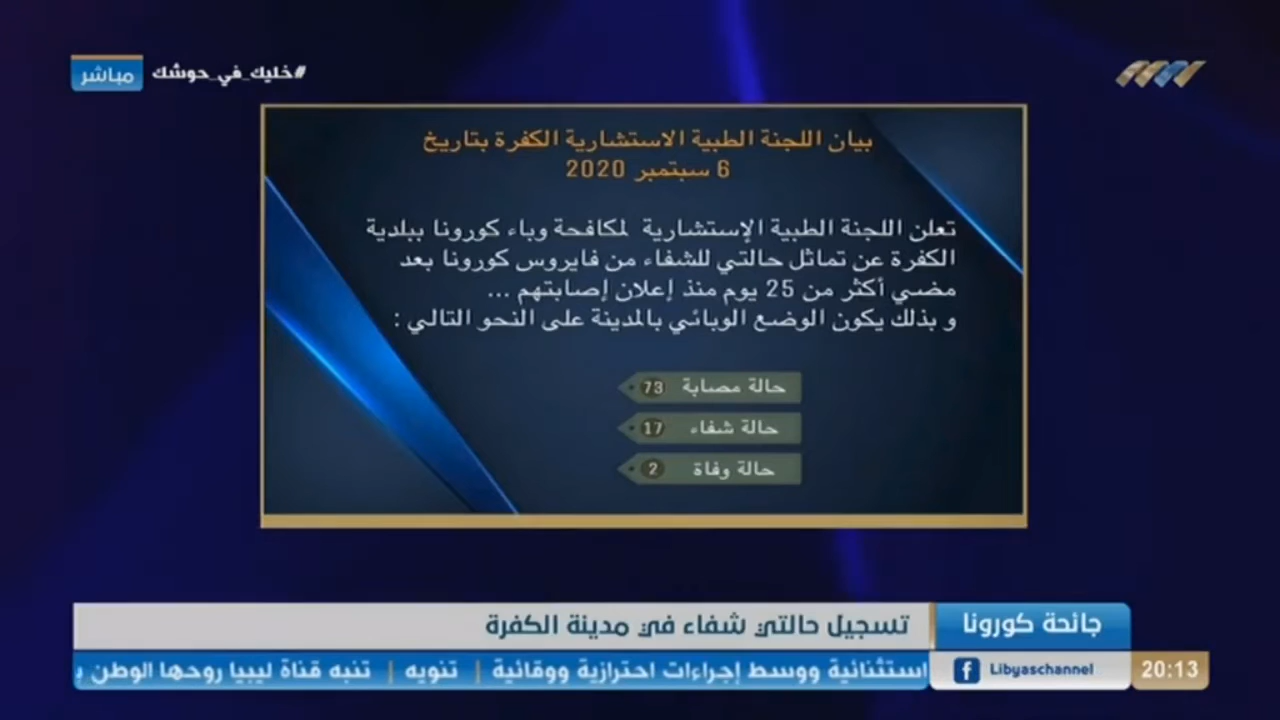 #خليك_في_حوشك
مباشر
بيان اللجنة الطبية الاستشارية الكفرة بتاريخ
6 سبتمبر 2020
تعلن اللجنة الطبية الإستشارية لمكافحة وباء كورونا ببلدية
الكفرة عن تماثل حالتي للشفاء من فايروس كورونا بعد
مضي أكثر من 25 يوم منذ إعلان إصابتهم ...
و بذلك يكون الوضع الوبائي بالمدينة على النحو التالي :
حالة مصابة 73
حالة شفاء 17
حالة وفاة 2
جائحة كورونا
تسجيل حالتي شفاء في مدينة الكفرة
استثنائية ووسط إجراءات احترازية ووقائية | تنويه | تنبه قناة ليبيا روحها الوطن ب
Libyaschannel
20:13